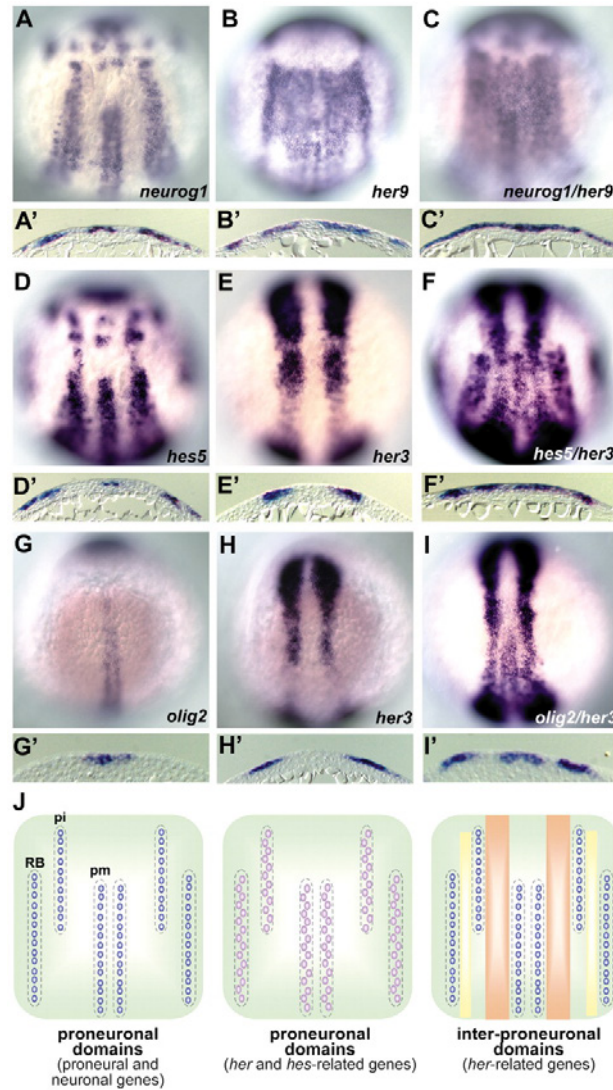 A
neurog1
B
her9
C
neurog1/her9
A'
B'
C'
D
hes5
E
her3
F
hes5/her3
D'
E'
F'
G
olig2
H
her3
I
olig2/her3
G'
H'
I'
J
pi
RB
pm
proneuronal
domains
(proneural and
neuronal genes)
proneuronal
domains
(her and hes-related genes)
inter-proneuronal
domains
(her-related genes)